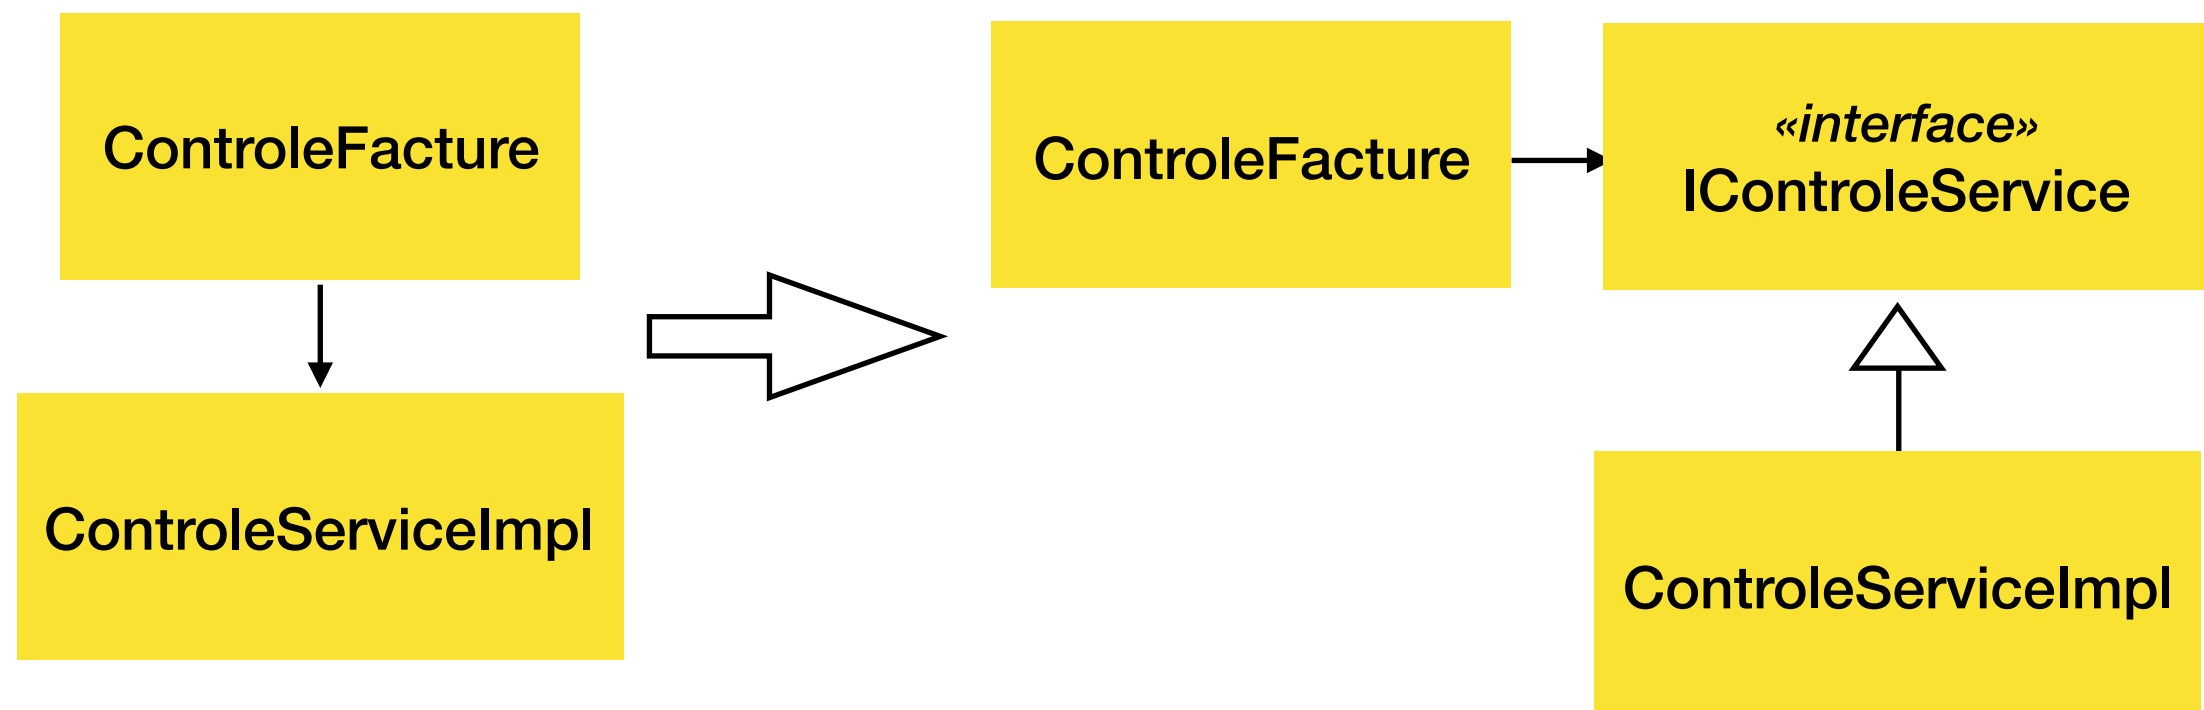 ControleFacture
ControleServiceImpl
ControleFacture
«interface»
IControleService
ControleServiceImpl